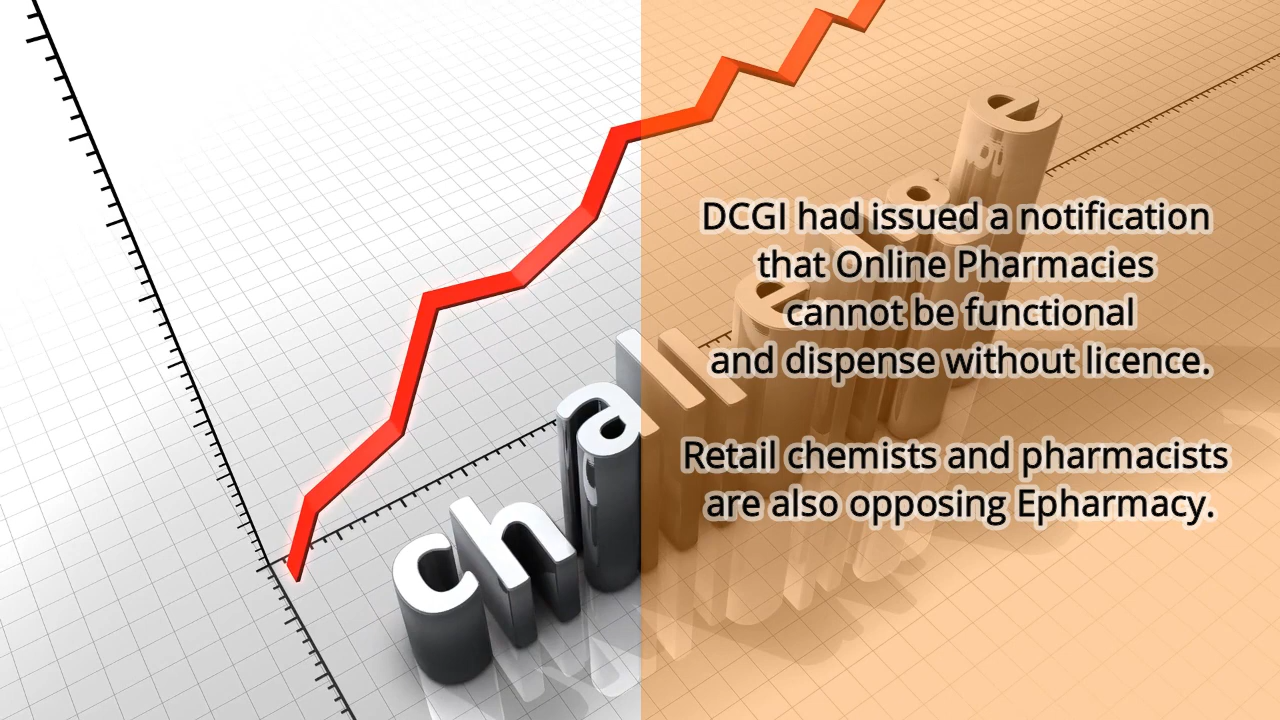 challenge
DCGI had issued a notification
that Online Pharmacies
cannot be functional
and dispense without licence.
Retail chemists and pharmacists
are also opposing Epharmacy.